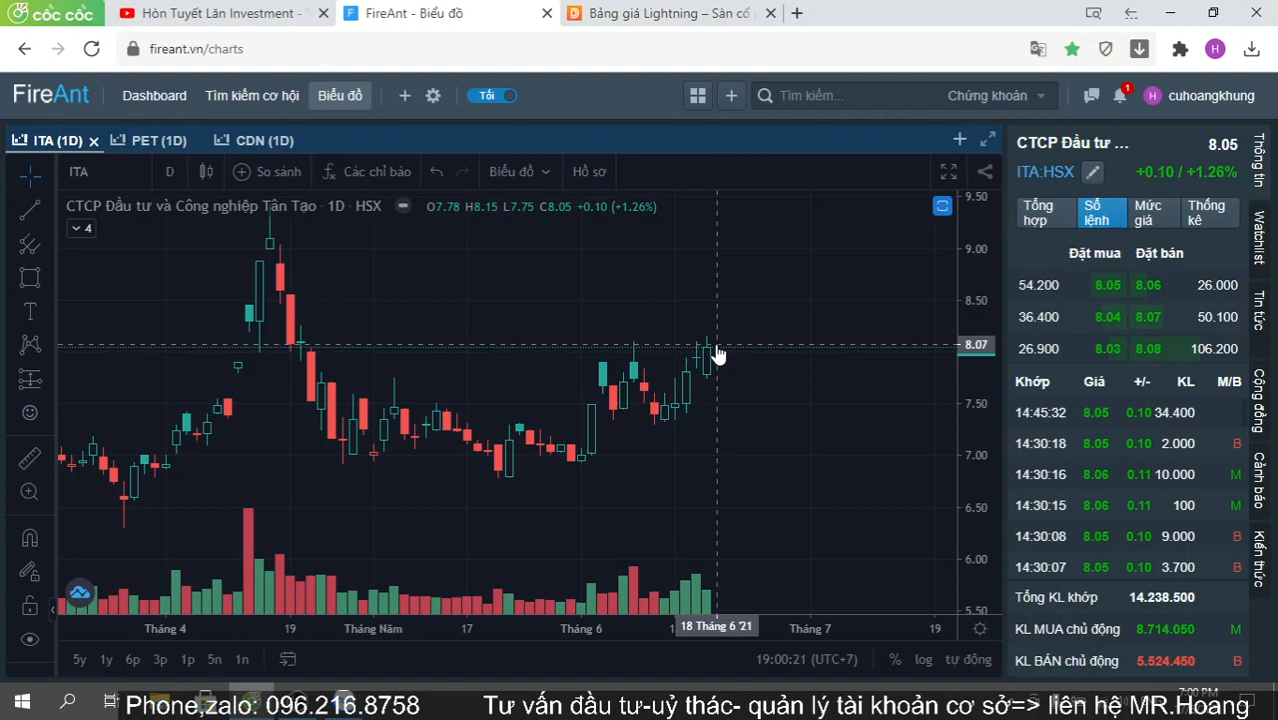 cốc cốc
Hòn Tuyết Lăn Investment -
FireAnt - Biểu đồ
Bảng giá Lightning – Sàn cổ
fireant.vn/charts
H
FireAnt
Dashboard
Tìm kiếm cơ hội
Biểu đồ
Tối
Tìm kiếm...
Chứng khoán
1
H
cuhoangkhung
ITA (1D)
PET (1D)
CDN (1D)
ITA
D
So sánh
Các chỉ báo
Biểu đồ
Hồ sơ
CTCP Đầu tư và Công nghiệp Tân Tạo · 1D · HSX
O7.78 H8.15 L7.75 C8.05 +0.10 (+1.26%)
4
9.50
9.00
8.50
8.07
7.50
7.00
6.50
6.00
5.50
Tháng 4
19
Tháng Năm
17
Tháng 6
18 Tháng 6 '21
Tháng 7
19
5y 1y 6p 3p 1p 5n 1n
19:00:21 (UTC+7)
% log tự động
CTCP Đầu tư ... 8.05
ITA:HSX +0.10 / +1.26%
Tổng hợp
Sổ lệnh
Mức giá
Thống kê
Đặt mua Đặt bán
54.200 8.05 8.06 26.000
36.400 8.04 8.07 50.100
26.900 8.03 8.08 106.200
Khớp Giá +/- KL M/B
14:45:32 8.05 0.10 34.400
14:30:18 8.05 0.10 2.000 B
14:30:16 8.06 0.11 10.000 M
14:30:15 8.06 0.11 100 M
14:30:08 8.05 0.10 9.000 B
14:30:07 8.05 0.10 3.700 B
Tổng KL khớp 14.238.500
KL MUA chủ động 8.714.050 M
KL BÁN chủ động 5.524.450 B
Thông tin
Watchlist
Tin tức
Cộng đồng
Cảnh báo
Kiến thức
7:00 PM
Phone,zalo: 096.216.8758 Tư vấn đầu tư-uỷ thác- quản lý tài khoản cơ sở=> liên hệ MR.Hoang